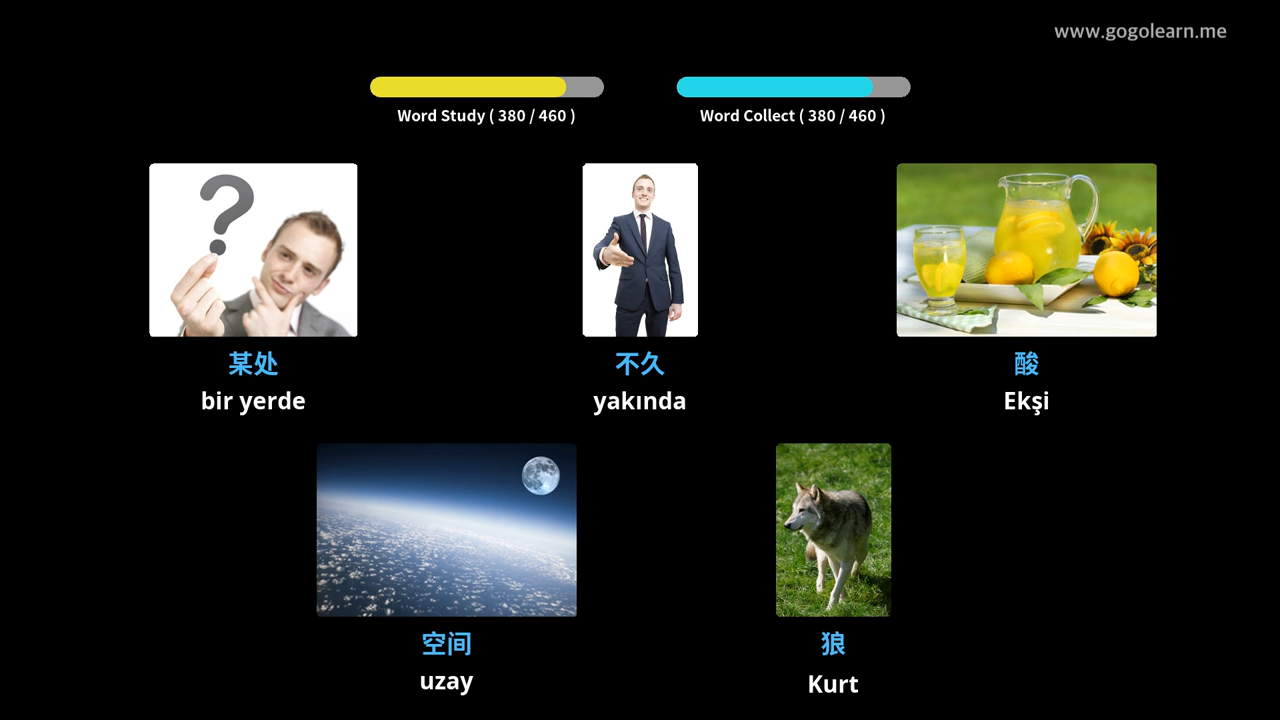 www.gogolearn.me
Word Study ( 380 / 460 )
Word Collect ( 380 / 460 )
?
某处
bir yerde
不久
yakında
酸
Ekşi
空间
uzay
狼
Kurt